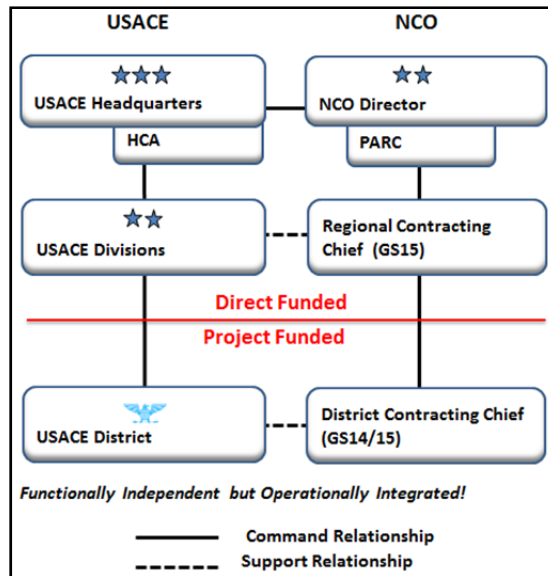 USACE NCO
USACE Headquarters
NCO Director
HCA
PARC
USACE Divisions
Regional Contracting
Chief (GS15)
Direct Funded
Project Funded
USACE District
District Contracting Chief
(GS14/15)
Functionally Independent but Operationally Integrated!
Command Relationship
Support Relationship